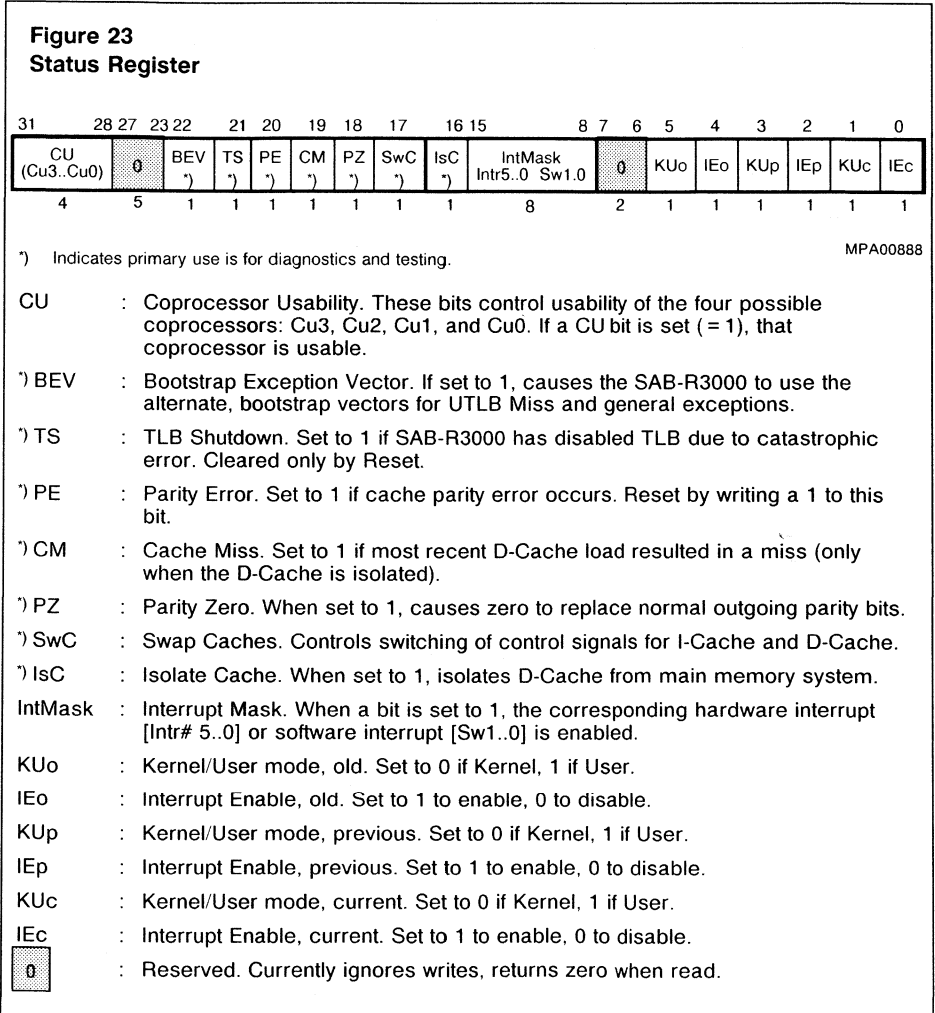 Figure 23
Status Register
31 28 27 23 22 21 20 19 18 17 16 15 8 7 6 5 4 3 2 1 0
CU 0 BEV TS PE CM PZ SwC IsC IntMask 0 KUo IEo KUp IEp KUc IEc
(Cu3..Cu0) *) *) *) *) *) *) *) Intr5..0 Sw1.0
4 5 1 1 1 1 1 1 1 8 2 1 1 1 1 1 1
*) Indicates primary use is for diagnostics and testing. MPA00888
CU : Coprocessor Usability. These bits control usability of the four possible
coprocessors: Cu3, Cu2, Cu1, and Cu0. If a CU bit is set (= 1), that
coprocessor is usable.
*) BEV : Bootstrap Exception Vector. If set to 1, causes the SAB-R3000 to use the
alternate, bootstrap vectors for UTLB Miss and general exceptions.
*) TS : TLB Shutdown. Set to 1 if SAB-R3000 has disabled TLB due to catastrophic
error. Cleared only by Reset.
*) PE : Parity Error. Set to 1 if cache parity error occurs. Reset by writing a 1 to this
bit.
*) CM : Cache Miss. Set to 1 if most recent D-Cache load resulted in a miss (only
when the D-Cache is isolated).
*) PZ : Parity Zero. When set to 1, causes zero to replace normal outgoing parity bits.
*) SwC : Swap Caches. Controls switching of control signals for I-Cache and D-Cache.
*) IsC : Isolate Cache. When set to 1, isolates D-Cache from main memory system.
IntMask : Interrupt Mask. When a bit is set to 1, the corresponding hardware interrupt
[Intr# 5..0] or software interrupt [Sw1..0] is enabled.
KUo : Kernel/User mode, old. Set to 0 if Kernel, 1 if User.
IEo : Interrupt Enable, old. Set to 1 to enable, 0 to disable.
KUp : Kernel/User mode, previous. Set to 0 if Kernel, 1 if User.
IEp : Interrupt Enable, previous. Set to 1 to enable, 0 to disable.
KUc : Kernel/User mode, current. Set to 0 if Kernel, 1 if User.
IEc : Interrupt Enable, current. Set to 1 to enable, 0 to disable.
0 : Reserved. Currently ignores writes, returns zero when read.